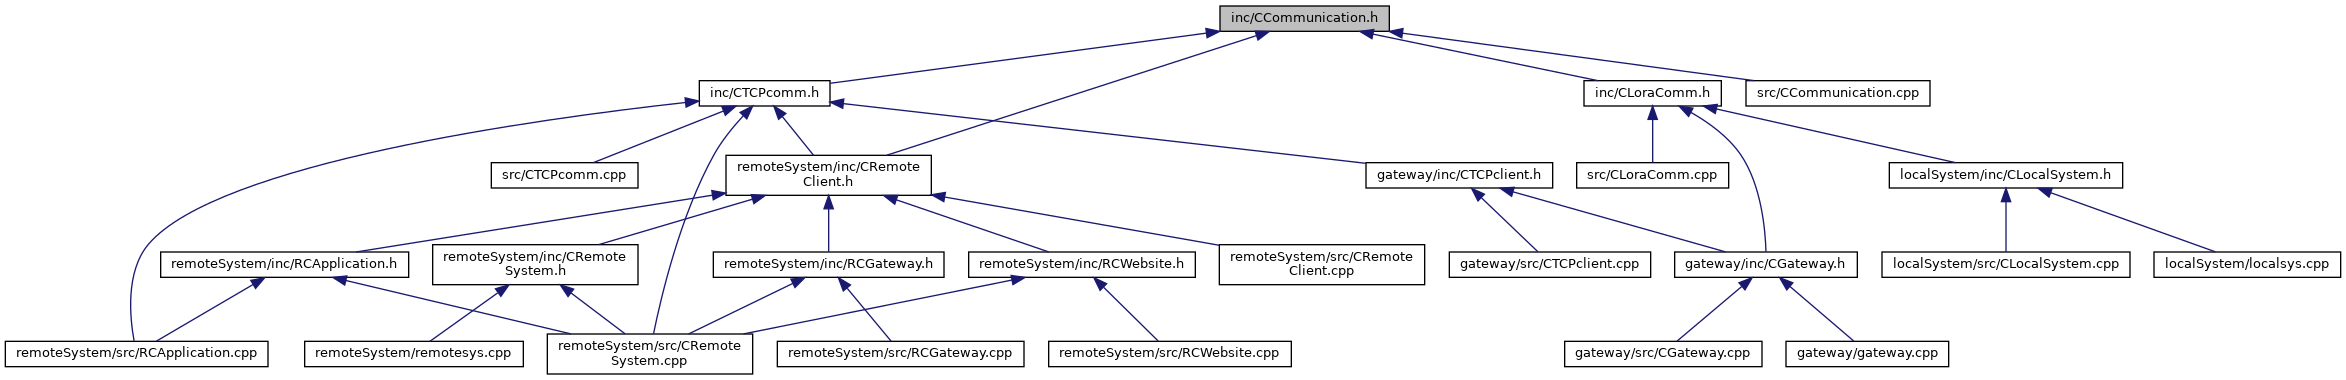 inc/CCommunication.h
inc/CTCPcomm.h
inc/CLoraComm.h
src/CCommunication.cpp
src/CTCPcomm.cpp
remoteSystem/inc/CRemote
Client.h
gateway/inc/CTCPclient.h
src/CLoraComm.cpp
localSystem/inc/CLocalSystem.h
remoteSystem/inc/RCApplication.h
remoteSystem/inc/CRemote
System.h
remoteSystem/inc/RCGateway.h
remoteSystem/inc/RCWebsite.h
remoteSystem/src/CRemote
Client.cpp
gateway/src/CTCPclient.cpp
gateway/inc/CGateway.h
localSystem/src/CLocalSystem.cpp
localSystem/localsys.cpp
remoteSystem/src/RCApplication.cpp
remoteSystem/remotesys.cpp
remoteSystem/src/CRemote
System.cpp
remoteSystem/src/RCGateway.cpp
remoteSystem/src/RCWebsite.cpp
gateway/src/CGateway.cpp
gateway/gateway.cpp